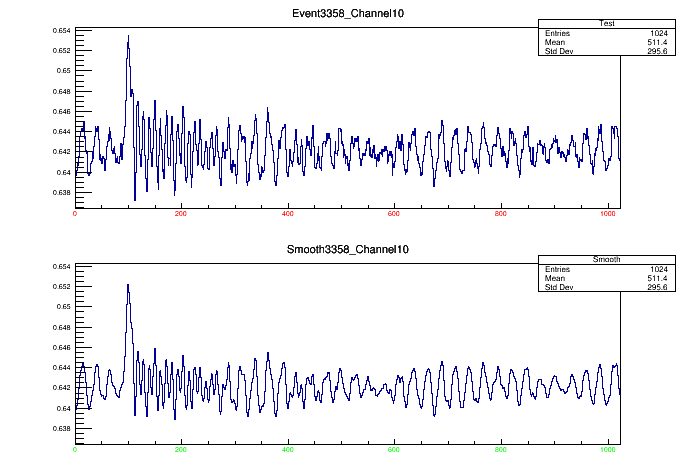 Event3358_Channel10
Test
Entries 1024
Mean 511.4
Std Dev 295.6
0.654
0.652
0.65
0.648
0.646
0.644
0.642
0.64
0.638
0 200 400 600 800 1000
Smooth3358_Channel10
Smooth
Entries 1024
Mean 511.4
Std Dev 295.6
0.654
0.652
0.65
0.648
0.646
0.644
0.642
0.64
0.638
0 200 400 600 800 1000